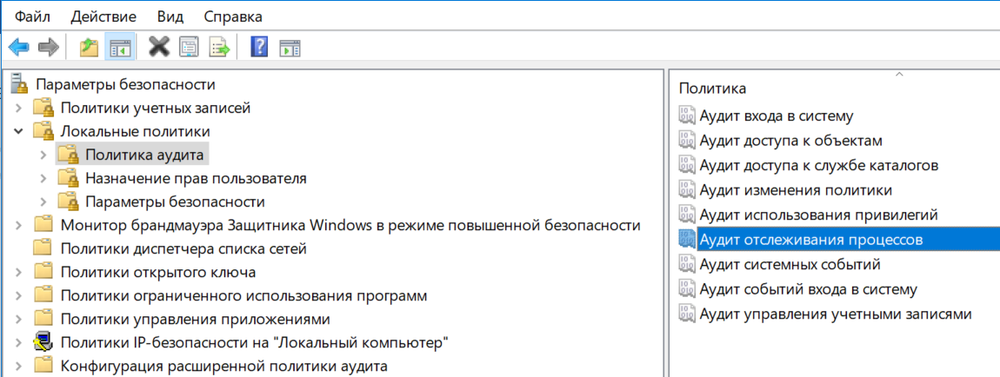 Файл Действие Вид Справка
Параметры безопасности
Политики учетных записей
Локальные политики
Политика аудита
Назначение прав пользователя
Параметры безопасности
Монитор брандмауэра Защитника Windows в режиме повышенной безопасности
Политики диспетчера списка сетей
Политики открытого ключа
Политики ограниченного использования программ
Политики управления приложениями
Политики IP-безопасности на "Локальный компьютер"
Конфигурация расширенной политики аудита
Политика
Аудит входа в систему
Аудит доступа к объектам
Аудит доступа к службе каталогов
Аудит изменения политики
Аудит использования привилегий
Аудит отслеживания процессов
Аудит системных событий
Аудит событий входа в систему
Аудит управления учетными записями